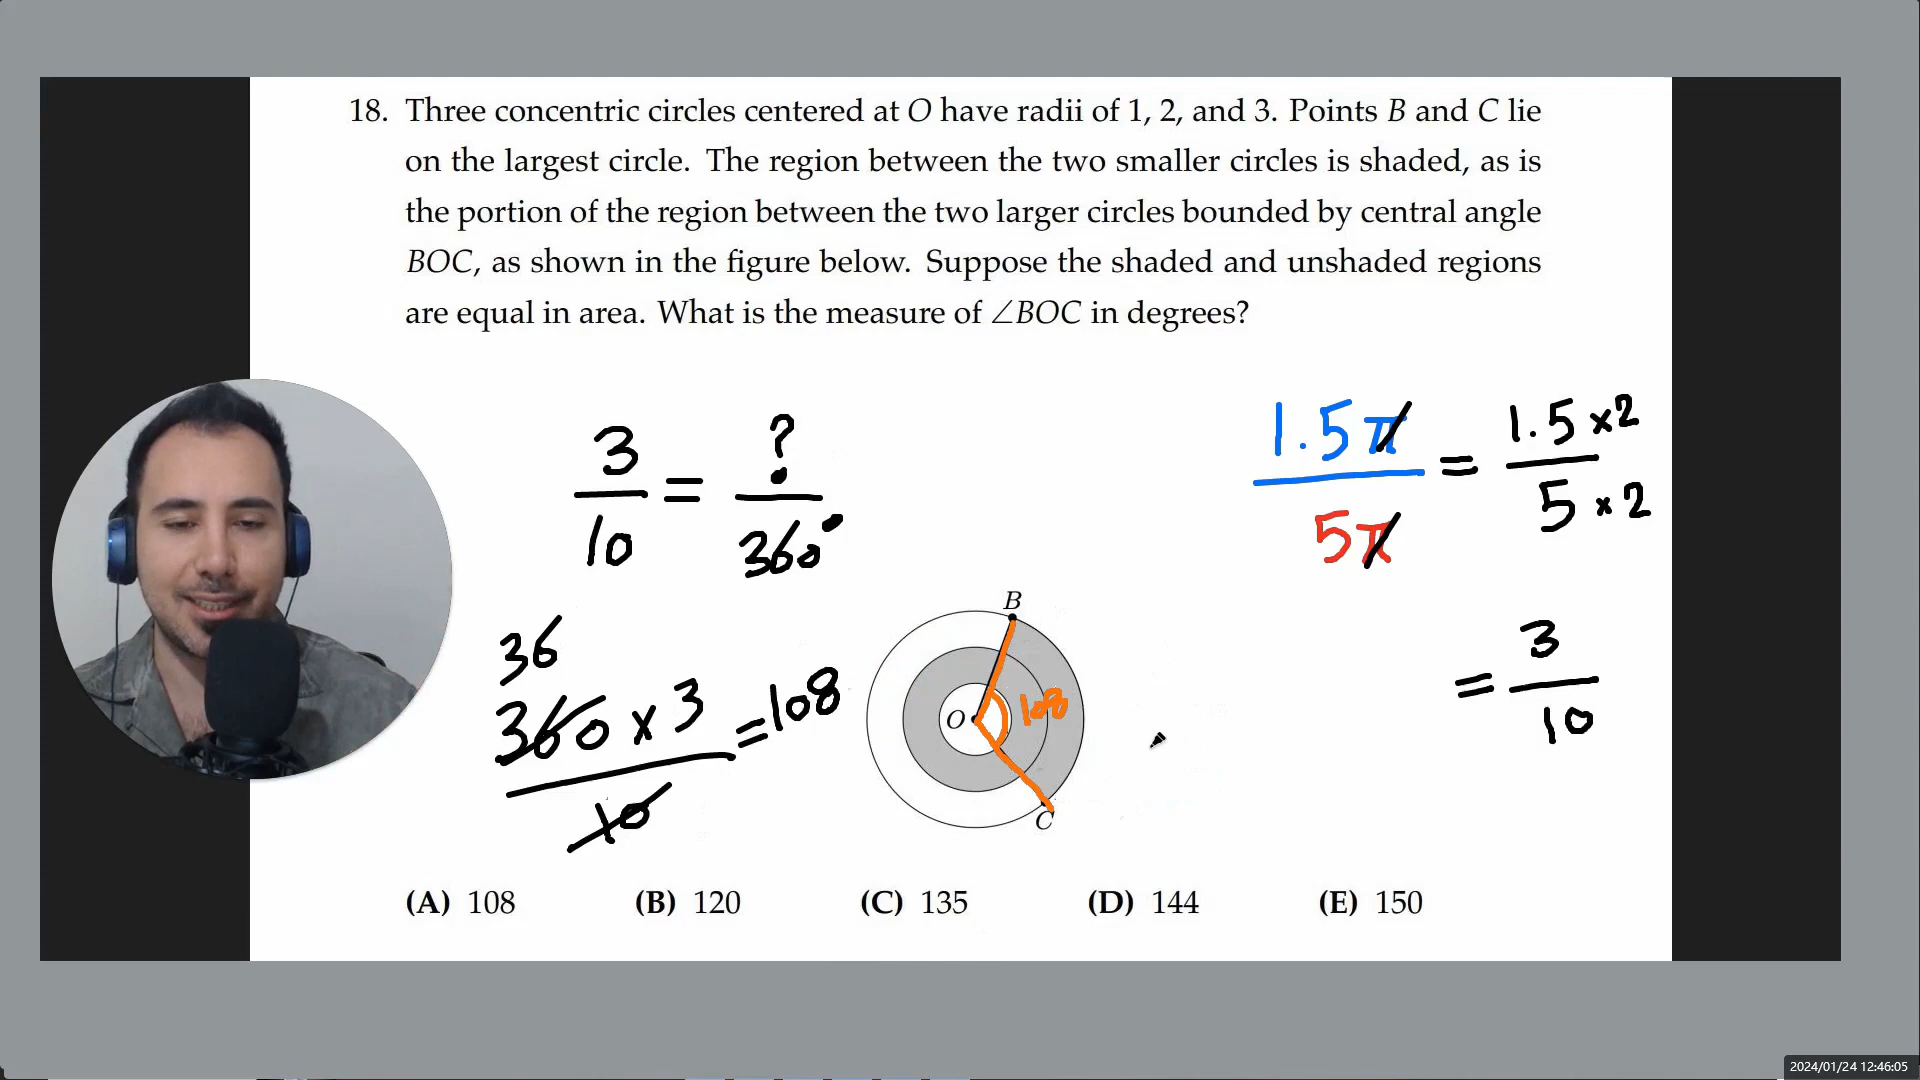 18. Three concentric circles centered at O have radii of 1, 2, and 3. Points B and C lie
on the largest circle. The region between the two smaller circles is shaded, as is
the portion of the region between the two larger circles bounded by central angle
BOC, as shown in the figure below. Suppose the shaded and unshaded regions
are equal in area. What is the measure of ∠BOC in degrees?
3/10 = ?/360°
1.5π/5π = 1.5 × 2/5 × 2
= 3/10
36
360 × 3/10 = 108
B
O
108
C
(A) 108 (B) 120 (C) 135 (D) 144 (E) 150
2024/01/24 12:46:05